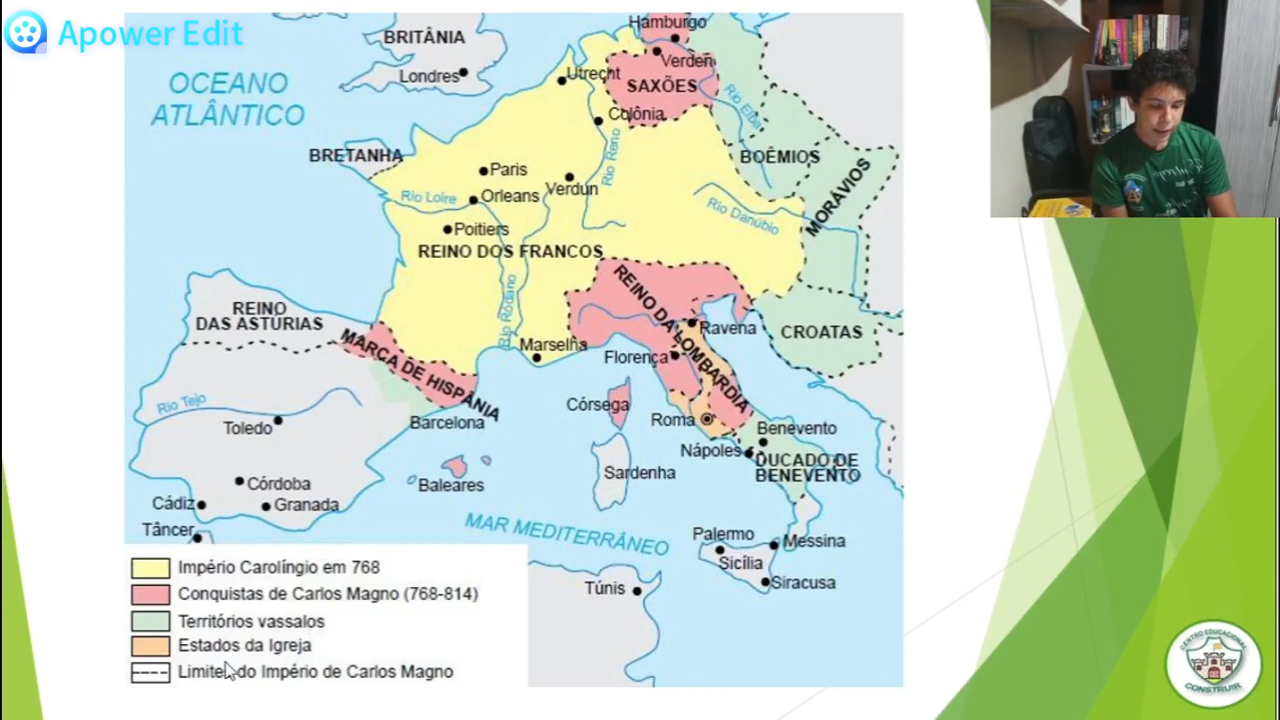 Apower Edit
Hamburgo
BRITÂNIA
Verden
Londres
Utrecht
SAXÕES
OCEANO
ATLÂNTICO
Rio Elba
Colônia
BRETANHA
Rio Reno
BOÊMIOS
MORÁVIOS
Paris
Verdun
Rio Loire
Orleans
Rio Danúbio
Poitiers
REINO DOS FRANCOS
Rio Ródano
REINO DA LOMBARDIA
REINO
DAS ASTÚRIAS
MARCA DE HISPÂNIA
Marselha
Ravena
CROATAS
Florença
Rio Tejo
Córsega
Roma
Toledo
Barcelona
Benevento
Nápoles
DUCADO DE
BENEVENTO
Sardenha
Córdoba
Baleares
Cádiz
Granada
Tâncer
MAR MEDITERRÂNEO
Palermo
Messina
Sicília
Siracusa
Túnis
Império Carolíngio em 768
Conquistas de Carlos Magno (768-814)
Territórios vassalos
Estados da Igreja
Limite do Império de Carlos Magno
CENTRO EDUCACIONAL
CONSTRUIR